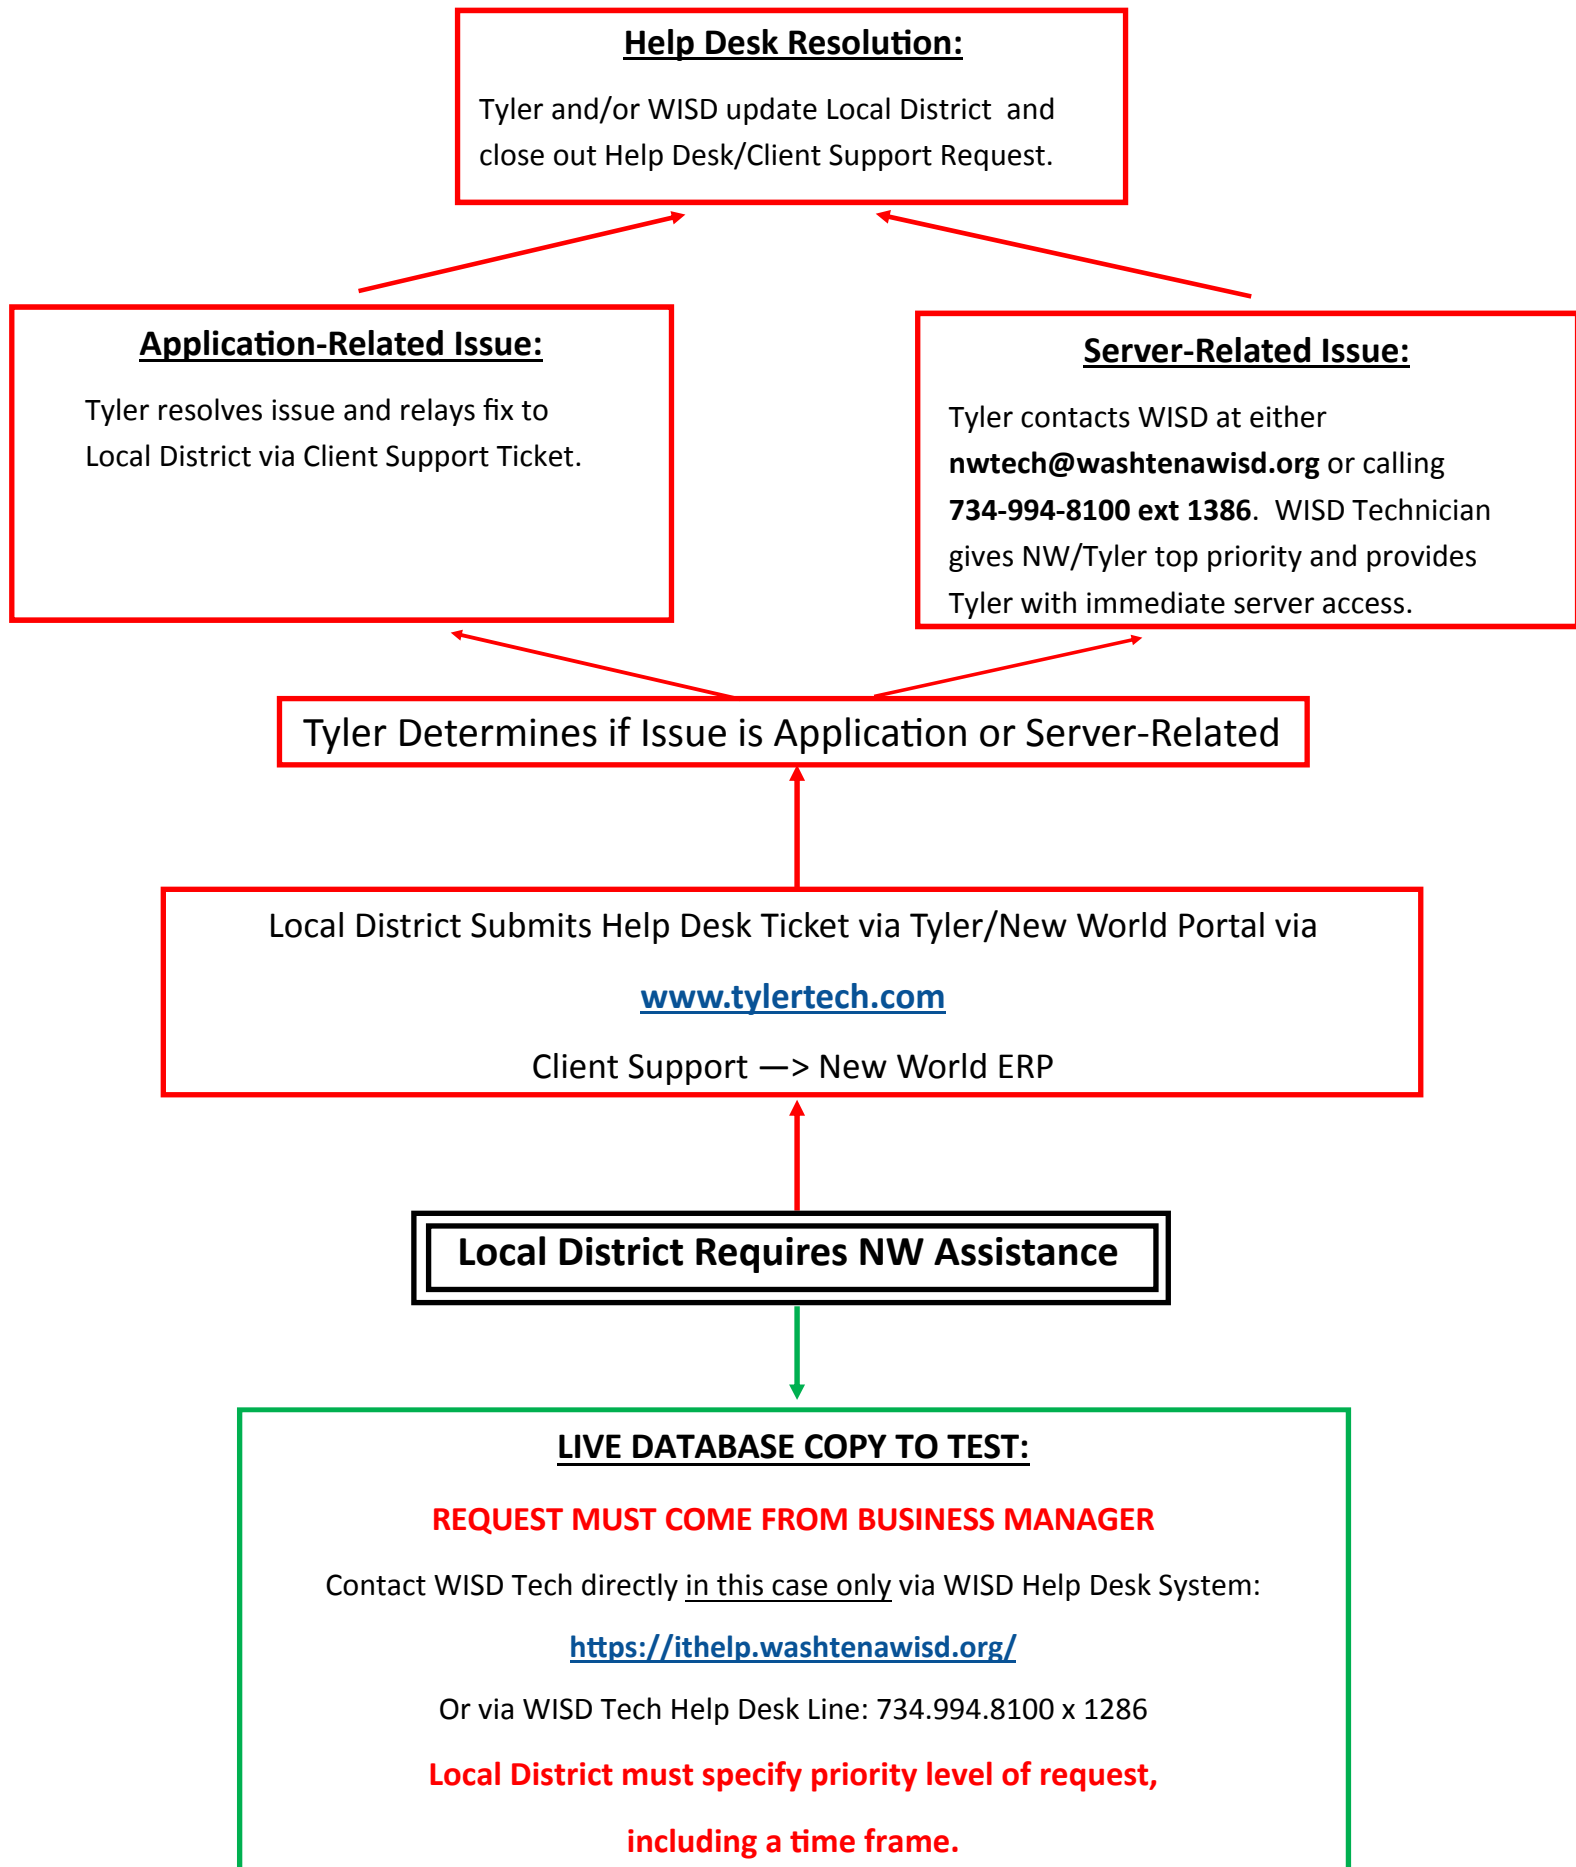 Help Desk Resolution:
Tyler and/or WISD update Local District  and
close out Help Desk/Client Support Request.
Application-Related Issue:
Tyler resolves issue and relays fix to
Local District via Client Support Ticket.
Server-Related Issue:
Tyler contacts WISD at either
nwtech@washtenawisd.org or calling
734-994-8100 ext 1386.  WISD Technician
gives NW/Tyler top priority and provides
Tyler with immediate server access.
Tyler Determines if Issue is Application or Server-Related
Local District Submits Help Desk Ticket via Tyler/New World Portal via
www.tylertech.com
Client Support —> New World ERP
Local District Requires NW Assistance
LIVE DATABASE COPY TO TEST:
REQUEST MUST COME FROM BUSINESS MANAGER
Contact WISD Tech directly in this case only via WISD Help Desk System:
https://ithelp.washtenawisd.org/
Or via WISD Tech Help Desk Line: 734.994.8100 x 1286
Local District must specify priority level of request,
including a time frame.